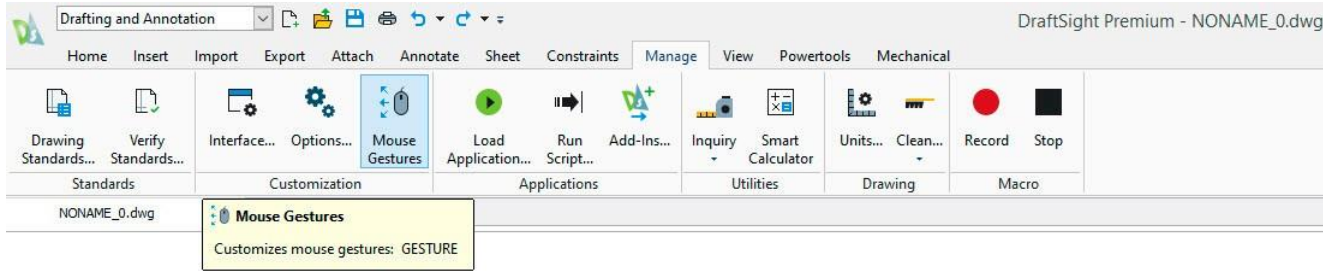 Drafting and Annotation
DraftSight Premium - NONAME_0.dwg
Home Insert Import Export Attach Annotate Sheet Constraints Manage View Powertools Mechanical
Drawing Standards...
Verify Standards...
Interface...
Options...
Mouse Gestures
Load Application...
Run Script...
Add-Ins...
Inquiry
Smart Calculator
Units...
Clean...
Record
Stop
Standards Customization Applications Utilities Drawing Macro
NONAME_0.dwg
Mouse Gestures
Customizes mouse gestures: GESTURE